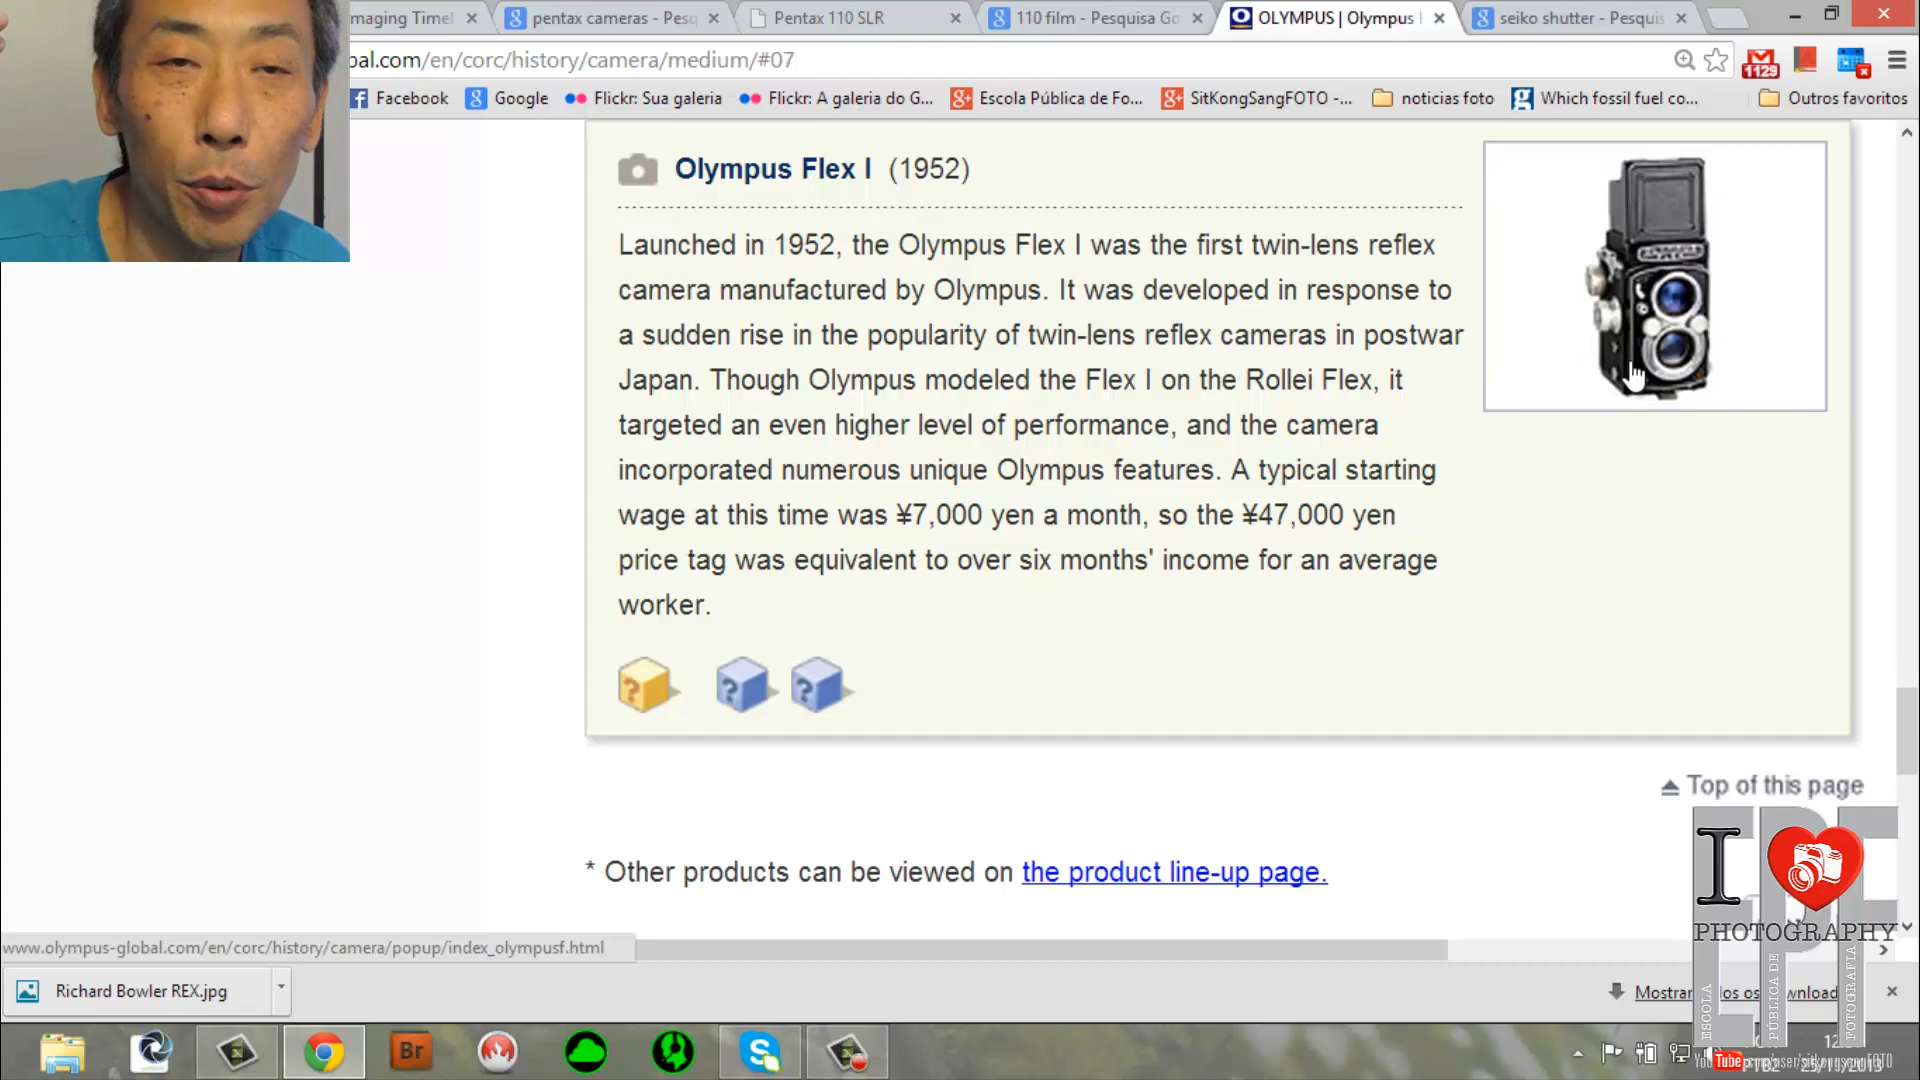 maging Timel
pentax cameras - Pesq
Pentax 110 SLR
110 film - Pesquisa Go
OLYMPUS | Olympus
seiko shutter - Pesquis
bal.com/en/corc/history/camera/medium/#07
1129
Facebook
Google
Flickr: Sua galeria
Flickr: A galeria do G...
Escola Pública de Fo...
SitKongSangFOTO -...
noticias foto
Which fossil fuel co...
Outros favoritos
Olympus Flex I (1952)
Launched in 1952, the Olympus Flex I was the first twin-lens reflex
camera manufactured by Olympus. It was developed in response to
a sudden rise in the popularity of twin-lens reflex cameras in postwar
Japan. Though Olympus modeled the Flex I on the Rollei Flex, it
targeted an even higher level of performance, and the camera
incorporated numerous unique Olympus features. A typical starting
wage at this time was ¥7,000 yen a month, so the ¥47,000 yen
price tag was equivalent to over six months' income for an average
worker.
? ? ?
Top of this page
* Other products can be viewed on the product line-up page.
I
PHOTOGRAPHY
ESCOLA
PÚBLICA DE
FOTOGRAFIA
www.olympus-global.com/en/corc/history/camera/popup/index_olympusf.html
Richard Bowler REX.jpg
Mostrar
Br
You Tube